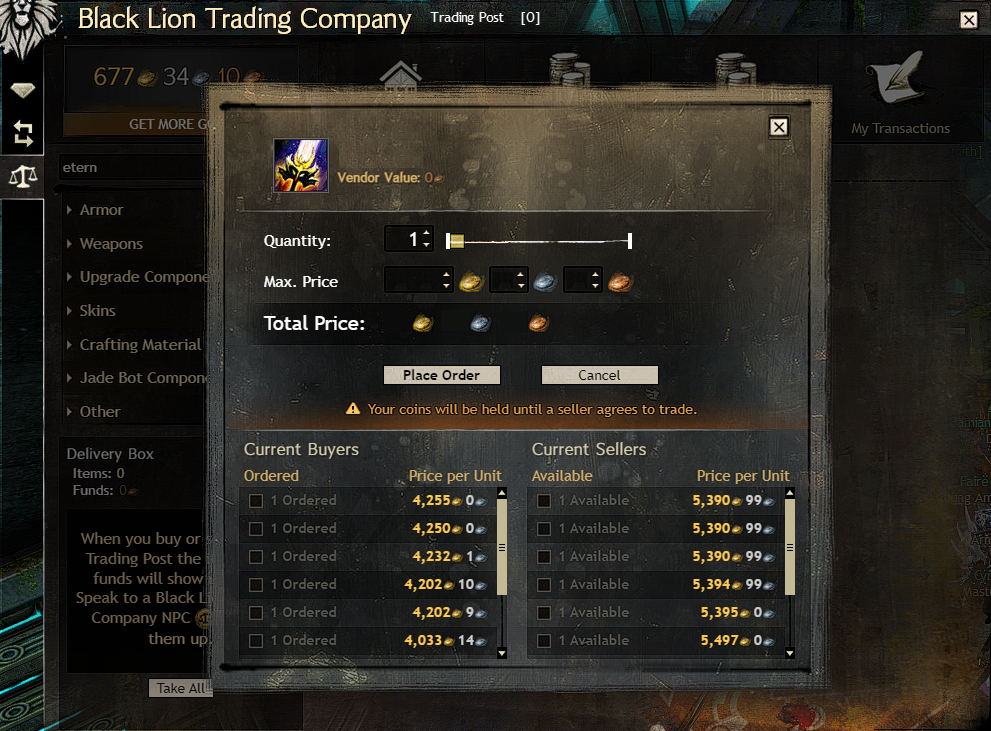 Black Lion Trading Company Trading Post [0]
677 34 10
GET MORE GO
My Transactions
etern
Vendor Value: 0
Armor
Weapons
Upgrade Compone
Skins
Crafting Material
Jade Bot Compone
Other
Quantity: 1
Max. Price
Total Price:
Place Order Cancel
Your coins will be held until a seller agrees to trade.
Delivery Box
Items: 0
Funds: 0
When you buy or s
Trading Post the i
funds will show
Speak to a Black L
Company NPC
them up.
Take All
Current Buyers
Ordered Price per Unit
1 Ordered 4,255 0
1 Ordered 4,250 0
1 Ordered 4,232 1
1 Ordered 4,202 10
1 Ordered 4,202 9
1 Ordered 4,033 14
Current Sellers
Available Price per Unit
1 Available 5,390 99
1 Available 5,390 99
1 Available 5,390 99
1 Available 5,394 99
1 Available 5,395 0
1 Available 5,497 0